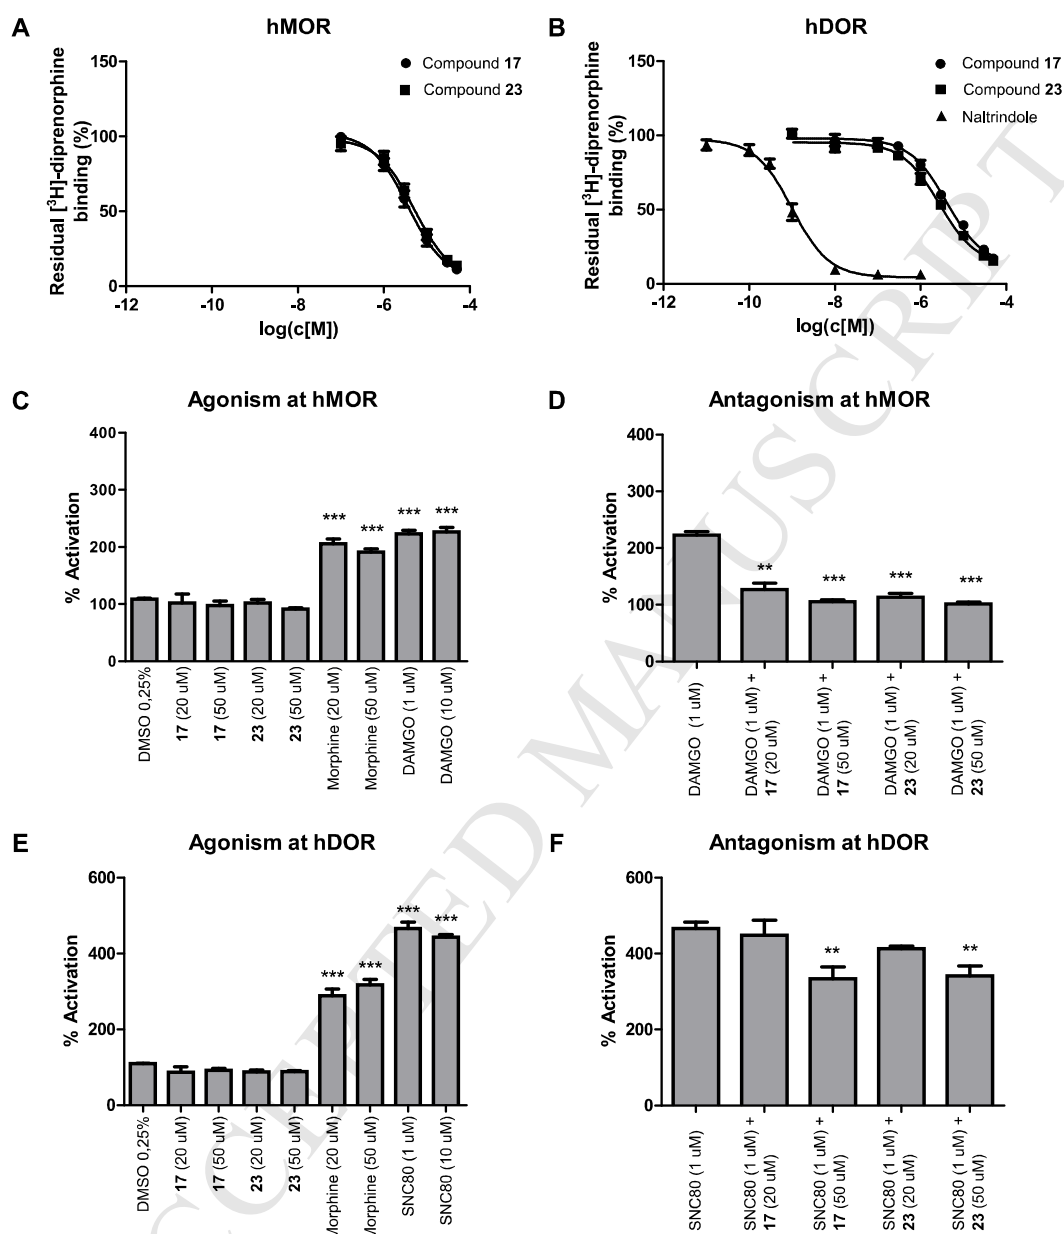 A
hMOR
150
100
50
0
-12
-10
-8
-6
-4
Residual [³H]-diprenorphine
binding (%)
log(c[M])
Compound 17
Compound 23
B
hDOR
150
100
50
0
-12
-10
-8
-6
-4
Residual [³H]-diprenorphine
binding (%)
log(c[M])
Compound 17
Compound 23
Naltrindole
C
Agonism at hMOR
400
300
200
100
0
% Activation
***
***
***
***
DMSO 0,25%
17 (20 uM)
17 (50 uM)
23 (20 uM)
23 (50 uM)
Morphine (20 uM)
Morphine (50 uM)
DAMGO (1 uM)
DAMGO (10 uM)
D
Antagonism at hMOR
400
300
200
100
0
% Activation
**
***
***
***
DAMGO (1 uM)
DAMGO (1 uM) +
17 (20 uM)
DAMGO (1 uM) +
17 (50 uM)
DAMGO (1 uM) +
23 (20 uM)
DAMGO (1 uM) +
23 (50 uM)
E
Agonism at hDOR
600
400
200
0
% Activation
***
***
***
***
DMSO 0,25%
17 (20 uM)
17 (50 uM)
23 (20 uM)
23 (50 uM)
Morphine (20 uM)
Morphine (50 uM)
SNC80 (1 uM)
SNC80 (10 uM)
F
Antagonism at hDOR
600
400
200
0
% Activation
**
**
SNC80 (1 uM)
SNC80 (1 uM) +
17 (20 uM)
SNC80 (1 uM) +
17 (50 uM)
SNC80 (1 uM) +
23 (20 uM)
SNC80 (1 uM) +
23 (50 uM)
CCEPTED MANUSCRIPT